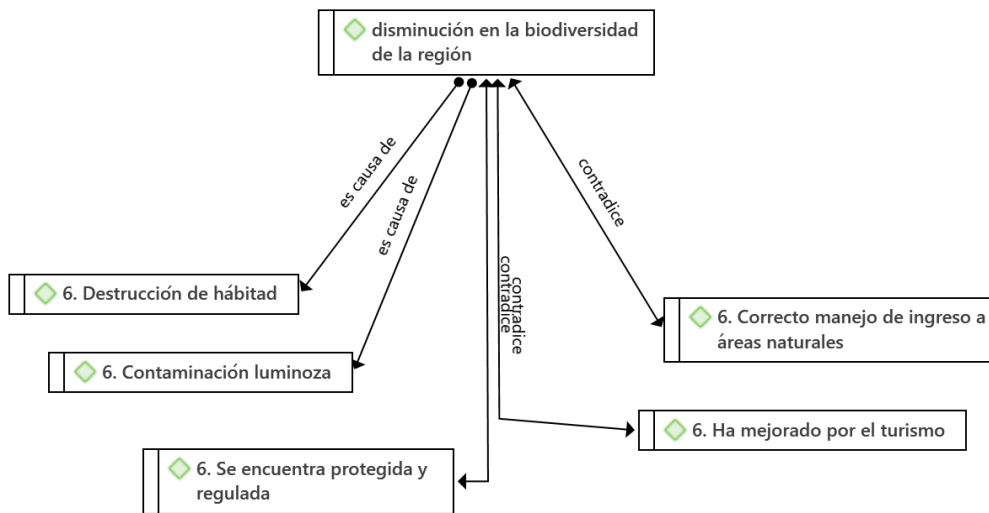 disminución en la biodiversidad
de la región
es causa de
es causa de
contradice
contradice
contradice
6. Destrucción de hábitad
6. Correcto manejo de ingreso a
áreas naturales
6. Contaminación luminoza
6. Ha mejorado por el turismo
6. Se encuentra protegida y
regulada